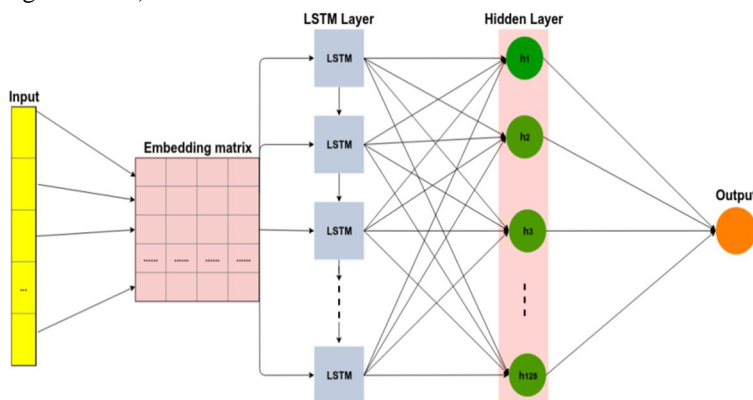 LSTM Layer
Hidden Layer
Input
Embedding matrix
Output
LSTM
LSTM
LSTM
LSTM
h1
h2
h3
h128
...
...... ...... ...... ......